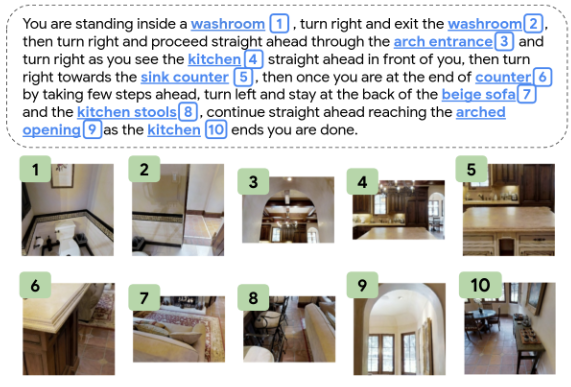 You are standing inside a washroom 1 , turn right and exit the washroom 2 ,
then turn right and proceed straight ahead through the arch entrance 3 and
turn right as you see the kitchen 4 straight ahead in front of you, then turn
right towards the sink counter 5 , then once you are at the end of counter 6
by taking few steps ahead, turn left and stay at the back of the beige sofa 7
and the kitchen stools 8 , continue straight ahead reaching the arched
opening 9 as the kitchen 10 ends you are done.
1
2
3
4
5
6
7
8
9
10